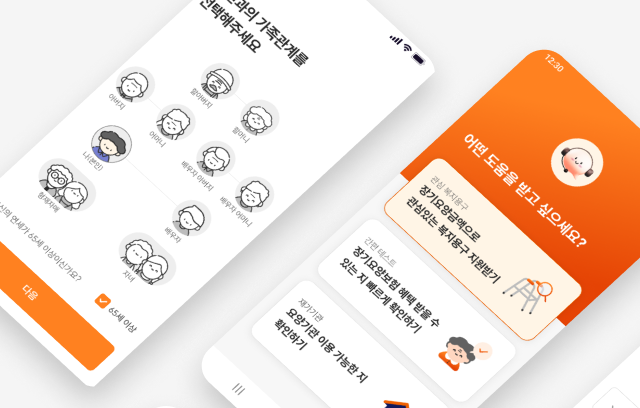 가족관계를
선택해주세요
할아버지
할머니
아버지
어머니
배우자 아버지
배우자 어머니
나(본인)
배우자
형제자매
자녀
연세가 65세 이상이신가요?
65세 이상
다음
12:30
어떤 도움을 받고 싶으세요?
관심 복지용구
장기요양금액으로
관심있는 복지용구 지원받기
간편 테스트
장기요양보험 혜택 받을 수
있는 지 빠르게 확인하기
재가기관
요양기관 이용 가능한 지
확인하기